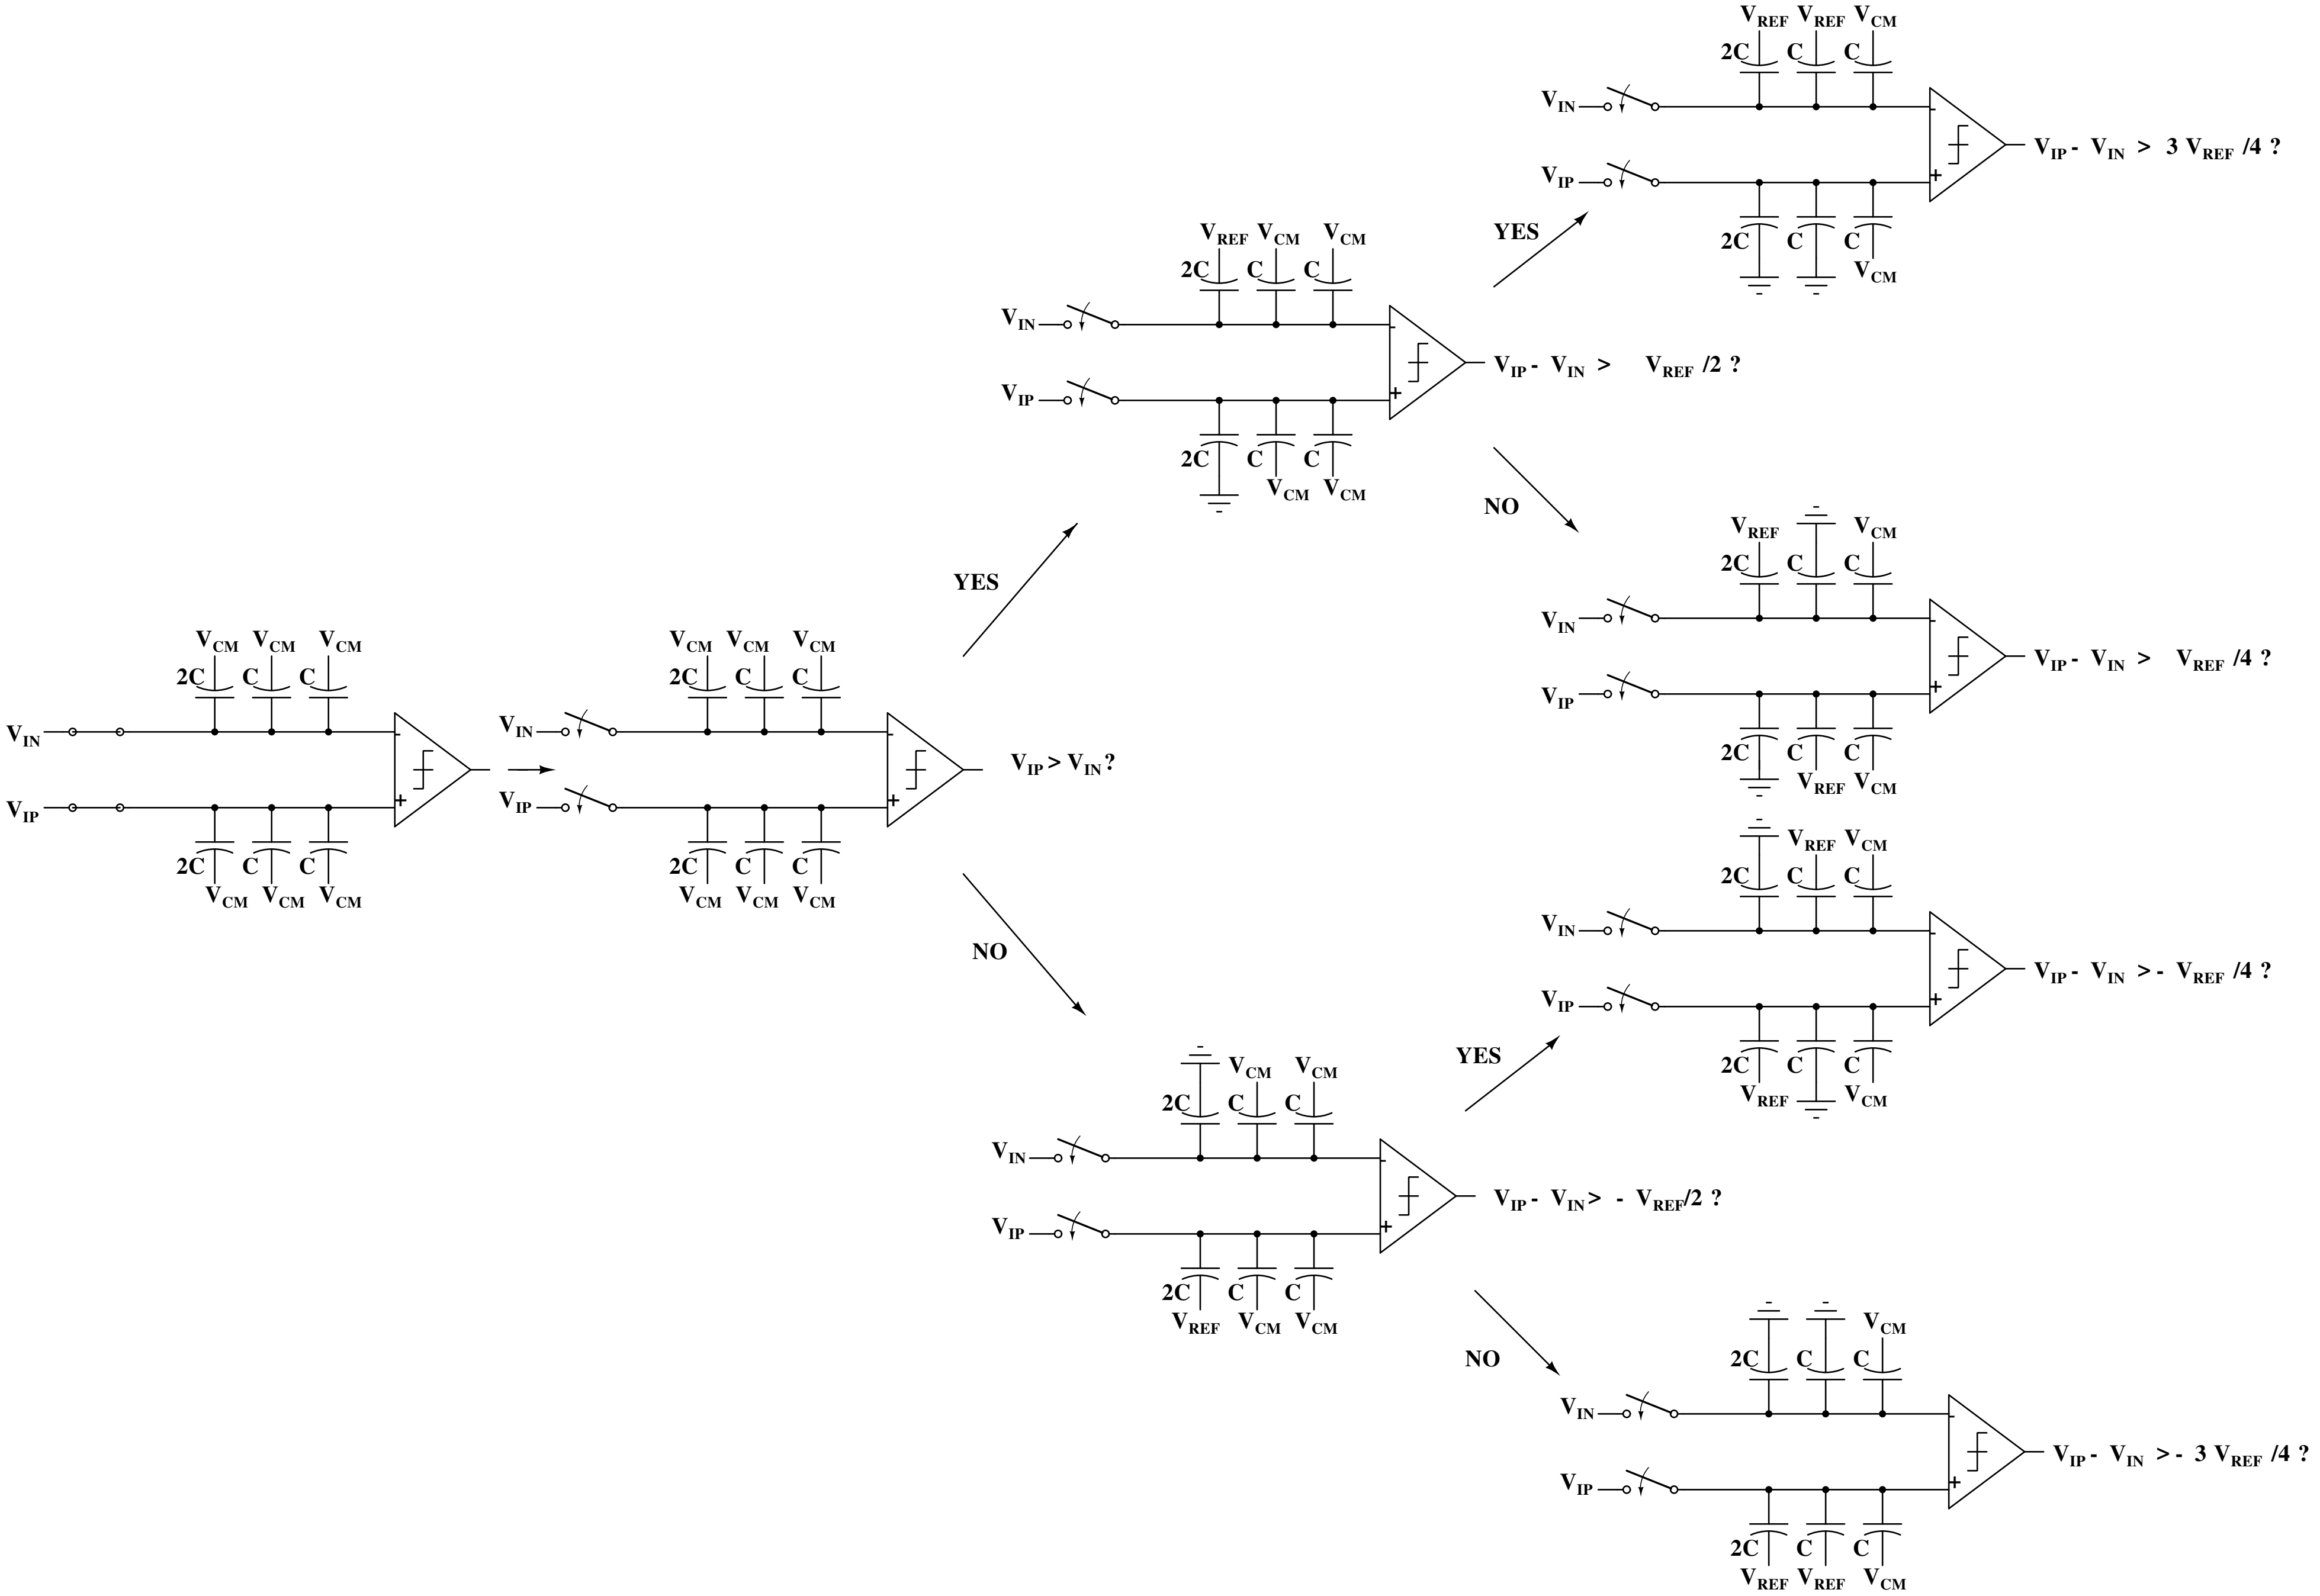 V_REF V_REF V_CM
2C C C
V_IN
-
V_IP - V_IN > 3 V_REF /4 ?
V_IP
+
2C C C
V_CM
YES
V_REF V_CM V_CM
2C C C
V_IN
-
V_IP - V_IN > V_REF /2 ?
V_IP
+
2C C C
V_CM V_CM
NO
V_REF V_CM
2C C C
V_IN
-
V_IP - V_IN > V_REF /4 ?
V_IP
+
2C C C
V_REF V_CM
YES
V_CM V_CM V_CM
2C C C
V_IN
-
V_IP
+
2C C C
V_CM V_CM V_CM
V_CM V_CM V_CM
2C C C
V_IN
-
V_IP > V_IN ?
V_IP
+
2C C C
V_CM V_CM V_CM
NO
V_REF V_CM
2C C C
V_IN
-
V_IP - V_IN > - V_REF /4 ?
V_IP
+
2C C C
V_REF V_CM
YES
V_CM V_CM
2C C C
V_IN
-
V_IP - V_IN > - V_REF/2 ?
V_IP
+
2C C C
V_REF V_CM V_CM
NO
V_CM
2C C C
V_IN
-
V_IP - V_IN > - 3 V_REF /4 ?
V_IP
+
2C C C
V_REF V_REF V_CM